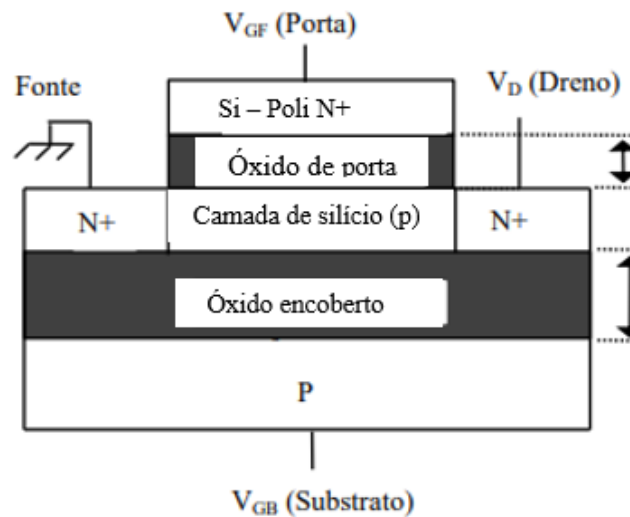 V_GF (Porta)
Fonte
V_D (Dreno)
Si – Poli N+
Óxido de porta
N+
Camada de silício (p)
N+
Óxido encoberto
P
V_GB (Substrato)